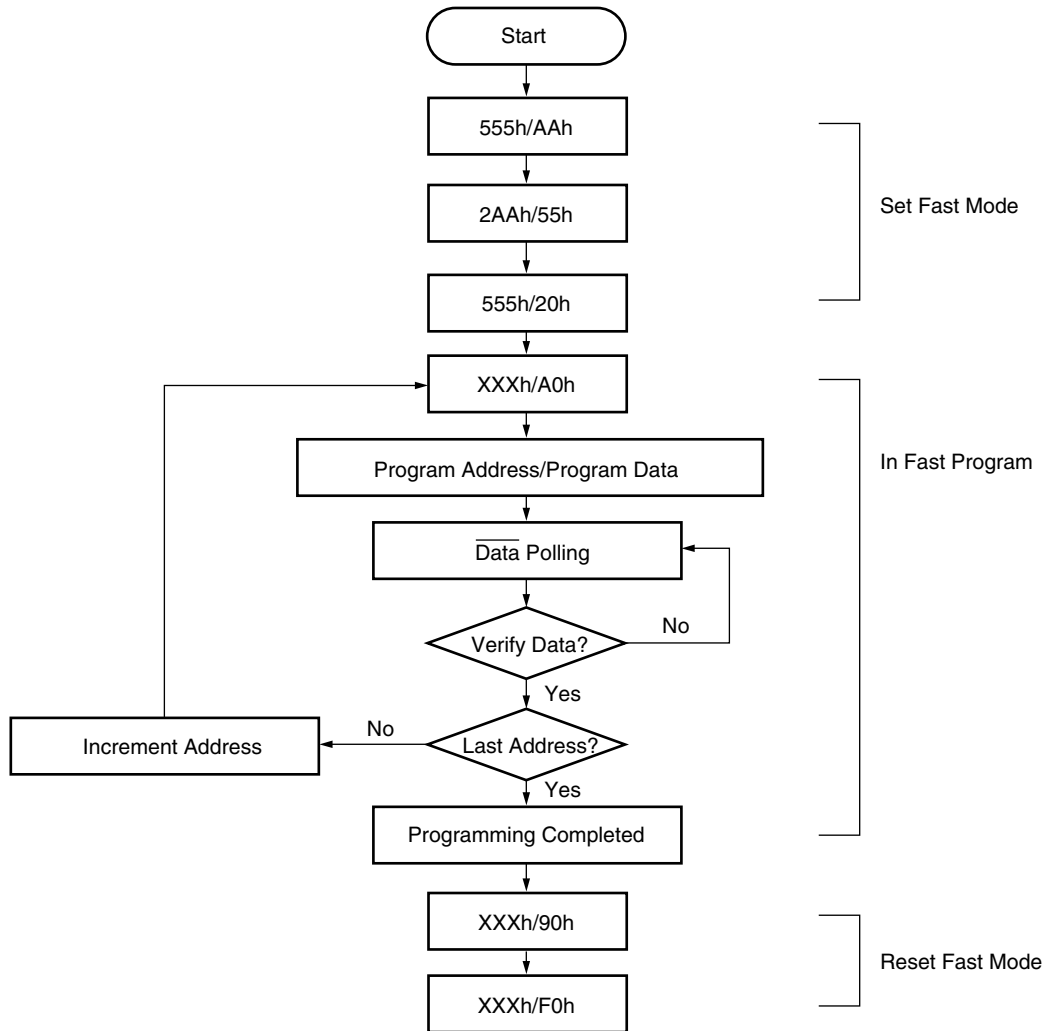 Start
555h/AAh
2AAh/55h
Set Fast Mode
555h/20h
XXXh/A0h
Program Address/Program Data
In Fast Program
Data Polling
Verify Data?
No
Yes
Increment Address
No
Last Address?
Yes
Programming Completed
XXXh/90h
Reset Fast Mode
XXXh/F0h